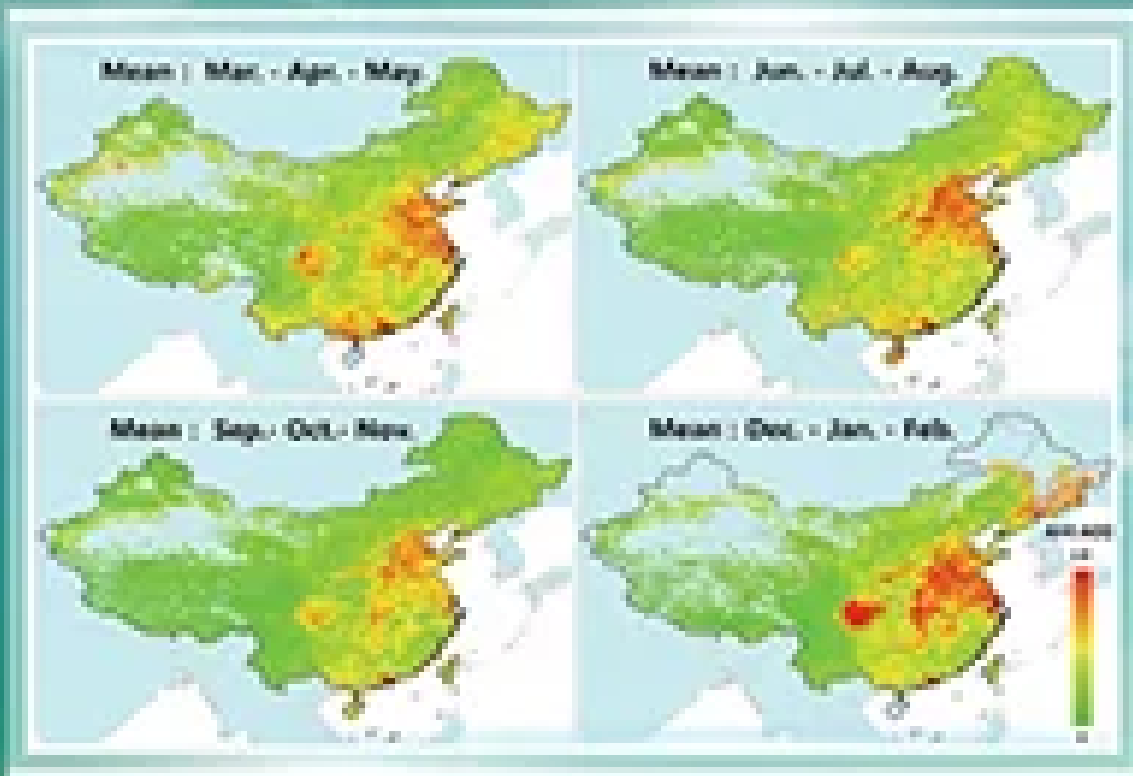 Mean : Mar. - Apr. - May.
Mean : Jun. - Jul. - Aug.
Mean : Sep.- Oct.- Nov.
Mean : Dec. - Jan. - Feb.